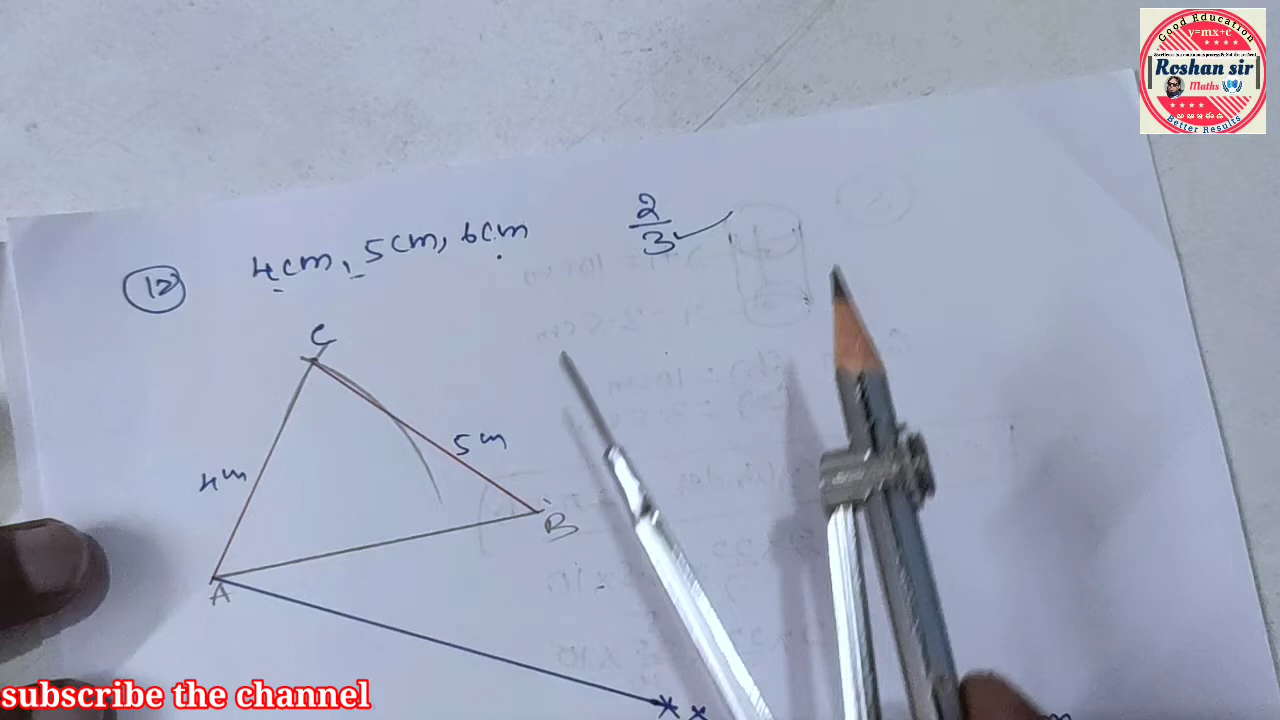 Good Education
y=mx+c
Roshan sir
Maths
Better Results
12 4cm, 5cm, 6cm 2/3
C
4cm
5cm
B
A
x
subscribe the channel